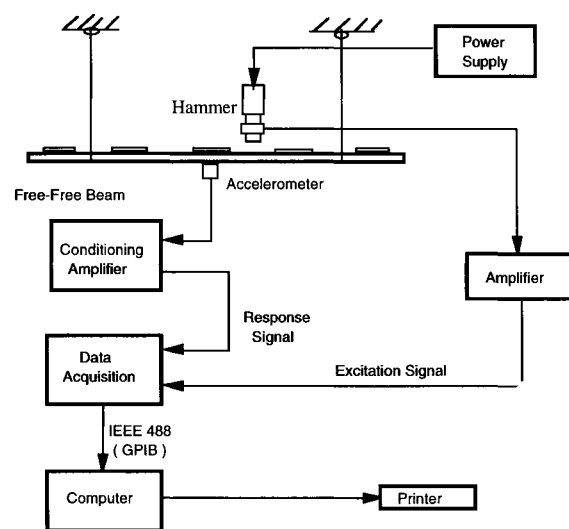 Power
Supply
Hammer
Accelerometer
Free-Free Beam
Conditioning
Amplifier
Amplifier
Response
Signal
Data
Acquisition
Excitation Signal
IEEE 488
( GPIB )
Computer
Printer